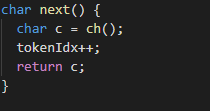 char next() {
  char c = ch();
  tokenIdx++;
  return c;
}